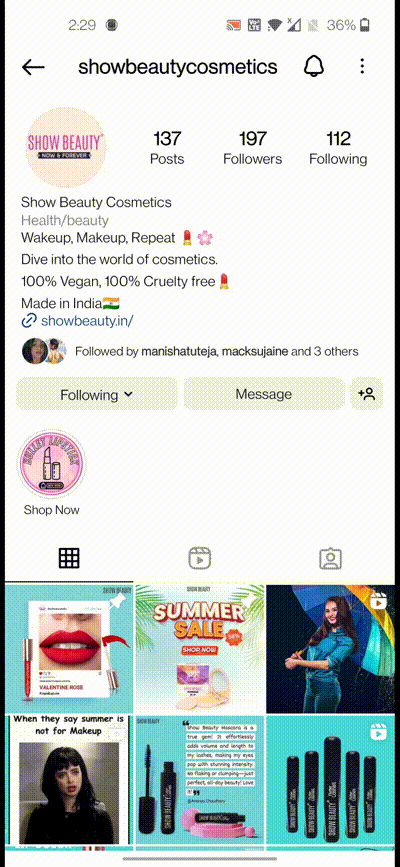 2:29
36%
showbeautycosmetics
SHOW BEAUTY
NOW & FOREVER
137
Posts
197
Followers
112
Following
Show Beauty Cosmetics
Health/beauty
Wakeup, Makeup, Repeat 💄🌸
Dive into the world of cosmetics.
100% Vegan, 100% Cruelty free💄
Made in India🇮🇳
showbeauty.in/
Followed by manishatuteja, macksujaine and 3 others
Following
Message
Shop Now
SHOW BEAUTY
VALENTINE ROSE
SHOW BEAUTY
SUMMER
SALE
SHOP NOW
When they say summer is
not for Makeup
SHOW BEAUTY
Show Beauty Mascara is a
true gem! It effortlessly
adds volume and length to
my lashes, making my eyes
pop with stunning intensity.
No flaking or clumping—just
perfect, all-day beauty! Love
it!
SHOW BEAUTY
SHOW BEAUTY